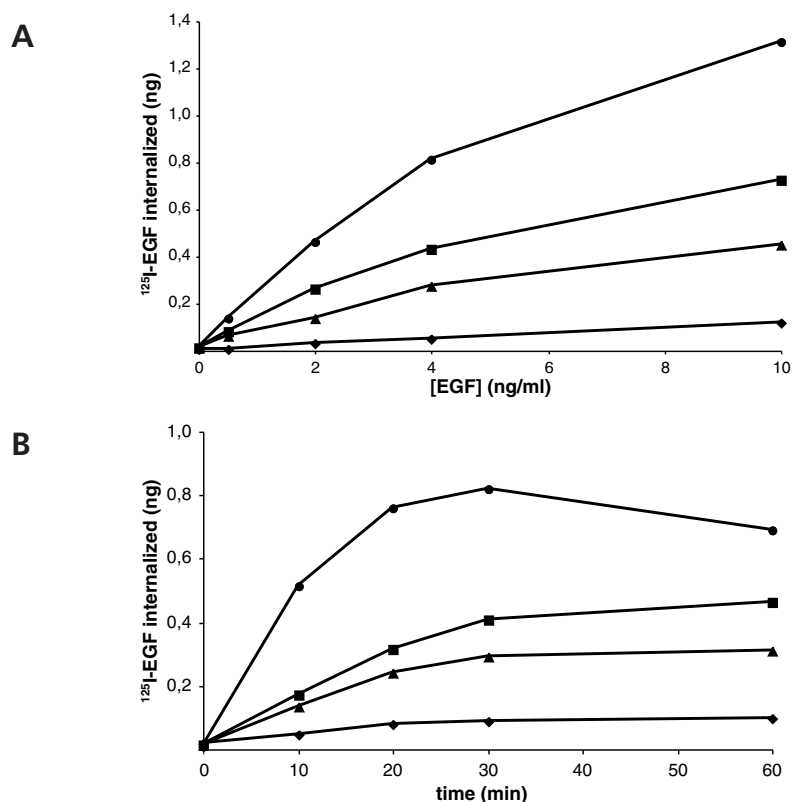 A
1,4
1,2
1,0
0,8
0,6
0,4
0,2
¹²⁵I-EGF internalized (ng)
0 2 4 6 8 10
[EGF] (ng/ml)
B
1,0
0,8
0,6
0,4
0,2
¹²⁵I-EGF internalized (ng)
0 10 20 30 40 50 60
time (min)